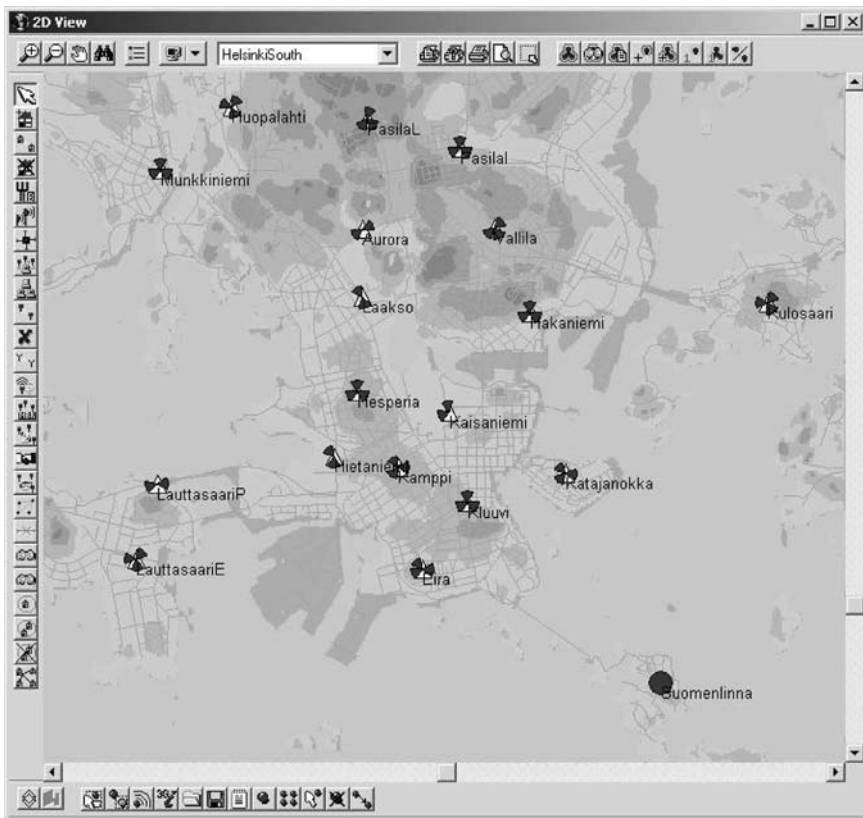 2D View
HelsinkiSouth
Huopalahti
PasilaL
PasilaI
Munkkiniemi
Aurora
Vallila
Laakso
Hakaniemi
Kulosaari
Hesperia
Kaisaniemi
Hietaniemi
Kamppi
Katajanokka
LauttasaariP
Kluuvi
LauttasaariE
Eira
Suomenlinna